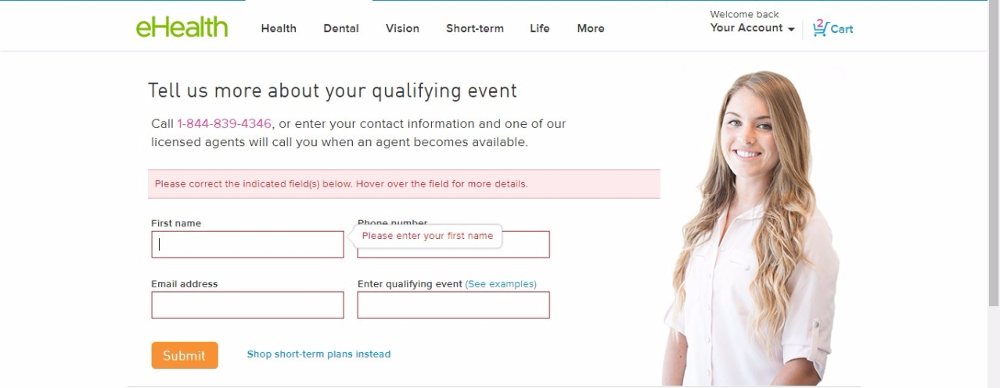 Welcome back
eHealth
Health
Dental
Vision
Short-term
Life
More
Your Account
2
Cart
Tell us more about your qualifying event
Call 1-844-839-4346, or enter your contact information and one of our
licensed agents will call you when an agent becomes available.
Please correct the indicated field(s) below. Hover over the field for more details.
First name
Phone number
Please enter your first name
Email address
Enter qualifying event (See examples)
Submit
Shop short-term plans instead